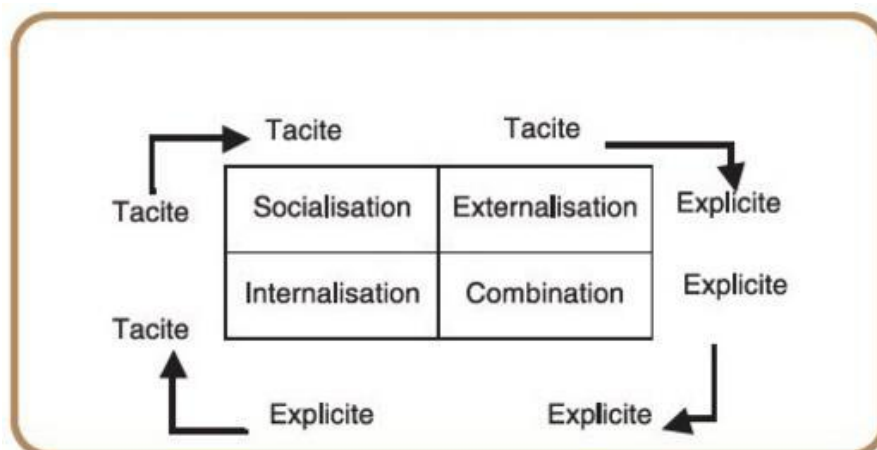 Tacite Tacite
Tacite Socialisation Externalisation Explicite
Internalisation Combination Explicite
Tacite
Explicite Explicite